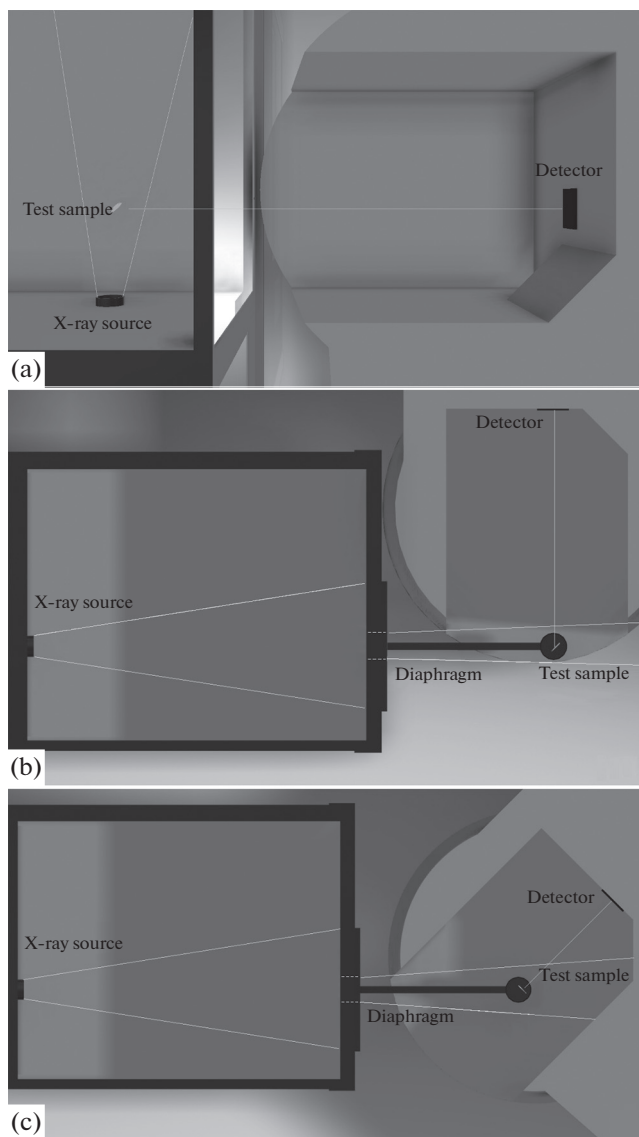 Detector
Test sample
X-ray source
(a)
Detector
X-ray source
Diaphragm
Test sample
(b)
Detector
X-ray source
Test sample
Diaphragm
(c)